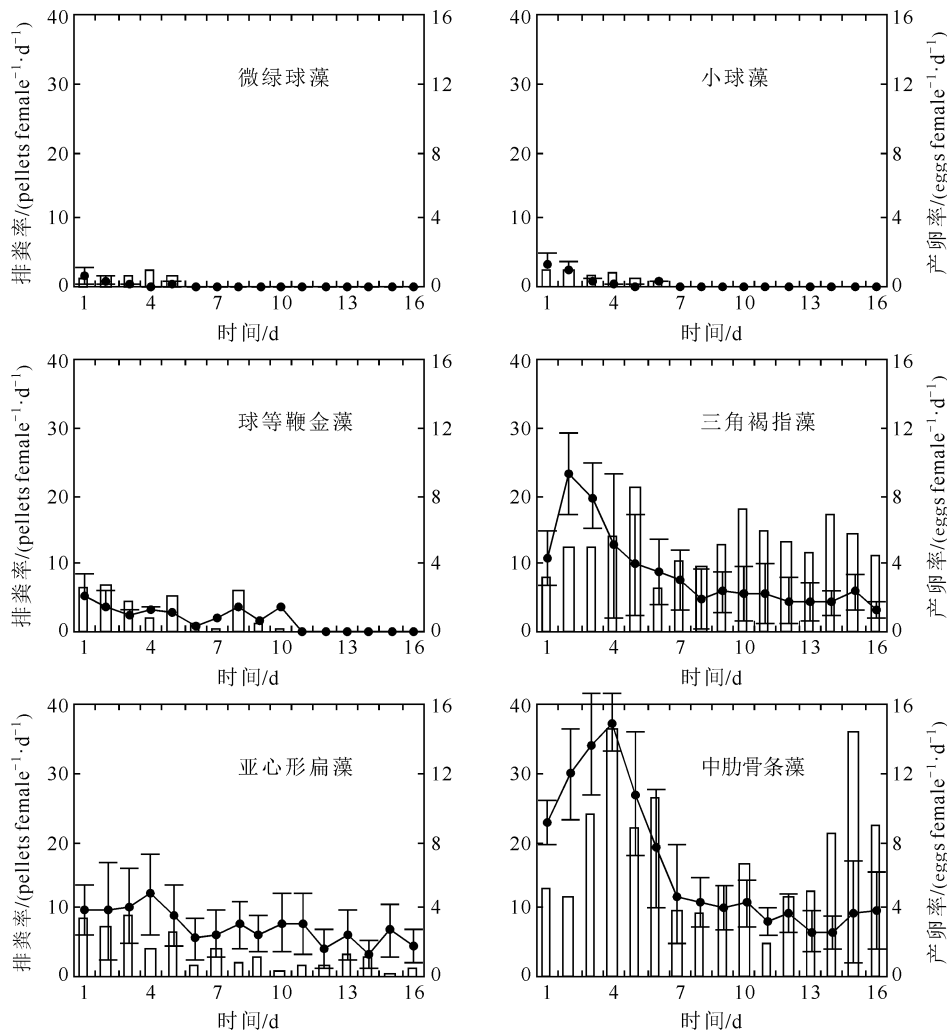 40 30 20 10 0
排粪率/(pellets female⁻¹·d⁻¹)
微绿球藻
16 12 8 4 0
1 4 7 10 13 16
时间/d
40 30 20 10 0
小球藻
16 12 8 4 0
产卵率/(eggs female⁻¹·d⁻¹)
1 4 7 10 13 16
时间/d
40 30 20 10 0
排粪率/(pellets female⁻¹·d⁻¹)
球等鞭金藻
16 12 8 4 0
1 4 7 10 13 16
时间/d
40 30 20 10 0
三角褐指藻
16 12 8 4 0
产卵率/(eggs female⁻¹·d⁻¹)
1 4 7 10 13 16
时间/d
40 30 20 10 0
排粪率/(pellets female⁻¹·d⁻¹)
亚心形扁藻
16 12 8 4 0
1 4 7 10 13 16
时间/d
40 30 20 10 0
中肋骨条藻
16 12 8 4 0
产卵率/(eggs female⁻¹·d⁻¹)
1 4 7 10 13 16
时间/d